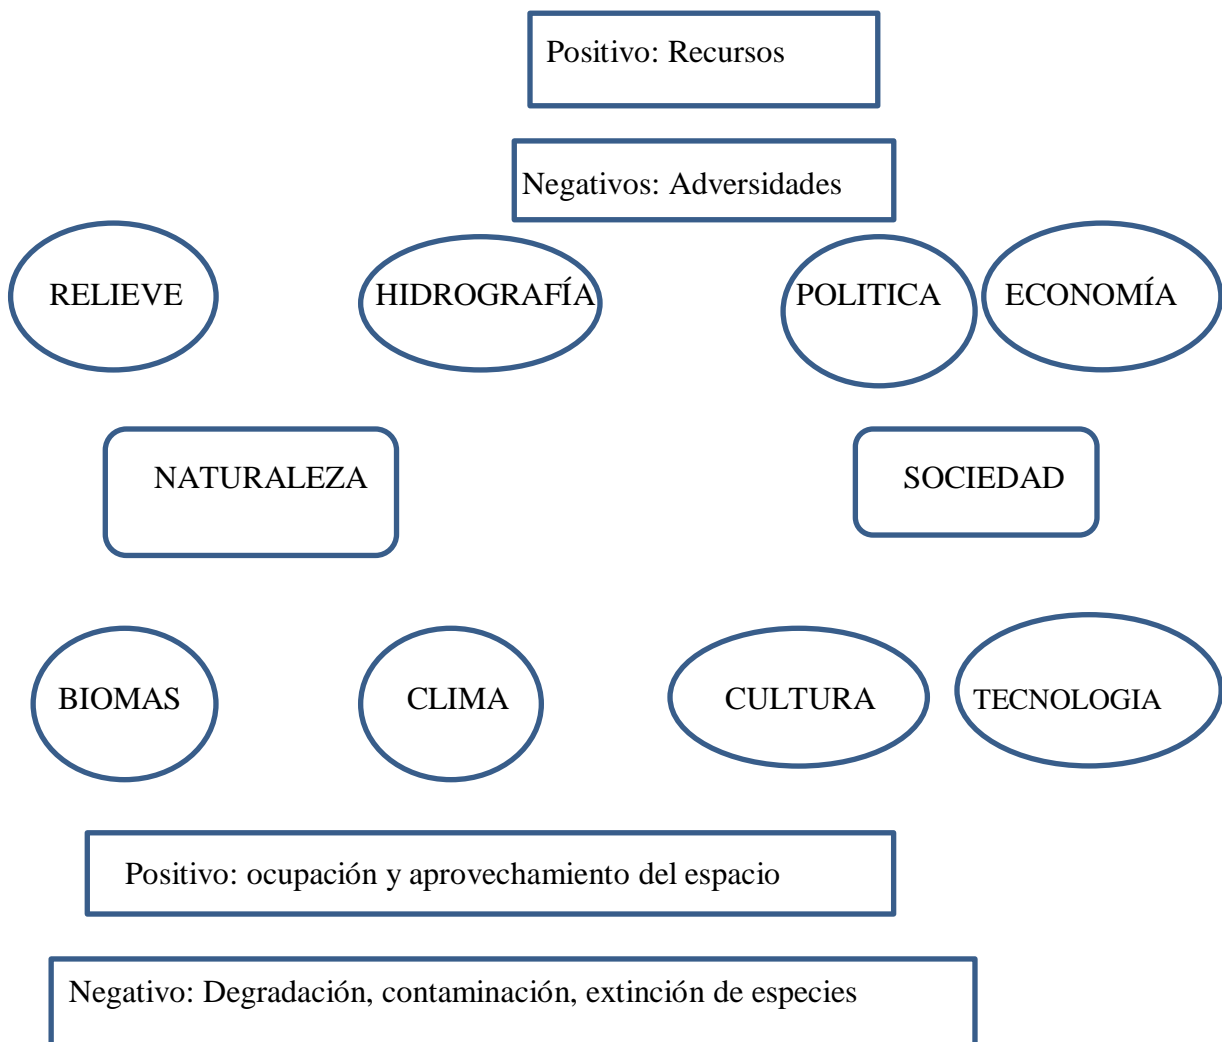 Positivo: Recursos
Negativos: Adversidades
RELIEVE
HIDROGRAFÍA
POLITICA
ECONOMÍA
NATURALEZA
SOCIEDAD
BIOMAS
CLIMA
CULTURA
TECNOLOGIA
Positivo: ocupación y aprovechamiento del espacio
Negativo: Degradación, contaminación, extinción de especies